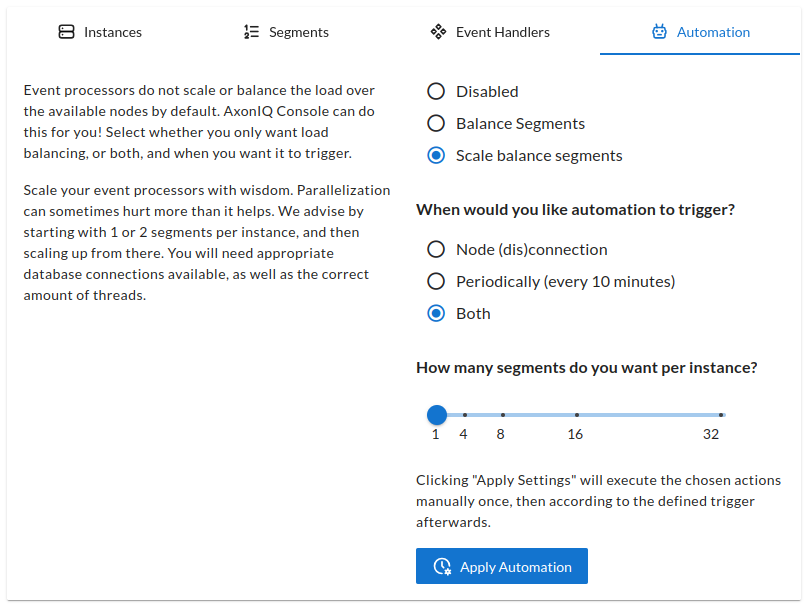 Instances
Segments
Event Handlers
Automation
Event processors do not scale or balance the load over
the available nodes by default. AxonIQ Console can do
this for you! Select whether you only want load
balancing, or both, and when you want it to trigger.
Scale your event processors with wisdom. Parallelization
can sometimes hurt more than it helps. We advise by
starting with 1 or 2 segments per instance, and then
scaling up from there. You will need appropriate
database connections available, as well as the correct
amount of threads.
Disabled
Balance Segments
Scale balance segments
When would you like automation to trigger?
Node (dis)connection
Periodically (every 10 minutes)
Both
How many segments do you want per instance?
1 4 8 16 32
Clicking "Apply Settings" will execute the chosen actions
manually once, then according to the defined trigger
afterwards.
Apply Automation